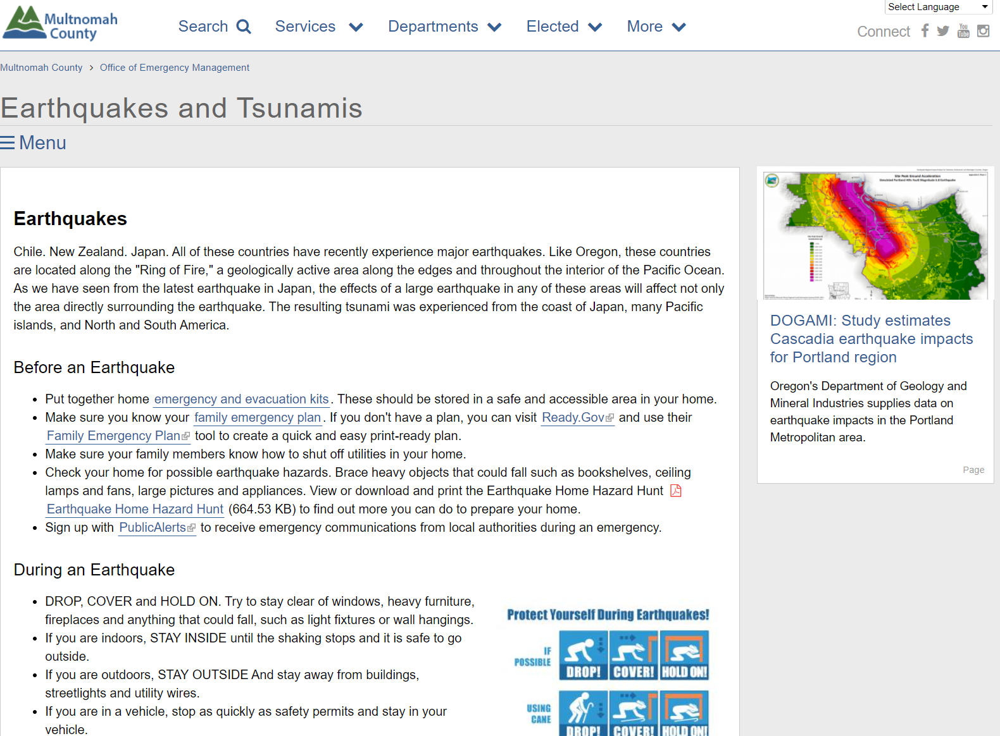 Multnomah
County
Search
Services
Departments
Elected
More
Select Language
Connect
You
Tube
Multnomah County > Office of Emergency Management
Earthquakes and Tsunamis
Menu
Earthquakes
Chile. New Zealand. Japan. All of these countries have recently experience major earthquakes. Like Oregon, these countries
are located along the "Ring of Fire," a geologically active area along the edges and throughout the interior of the Pacific Ocean.
As we have seen from the latest earthquake in Japan, the effects of a large earthquake in any of these areas will affect not only
the area directly surrounding the earthquake. The resulting tsunami was experienced from the coast of Japan, many Pacific
islands, and North and South America.
Before an Earthquake
• Put together home emergency and evacuation kits. These should be stored in a safe and accessible area in your home.
• Make sure you know your family emergency plan. If you don't have a plan, you can visit Ready.Gov and use their
Family Emergency Plan tool to create a quick and easy print-ready plan.
• Make sure your family members know how to shut off utilities in your home.
• Check your home for possible earthquake hazards. Brace heavy objects that could fall such as bookshelves, ceiling
lamps and fans, large pictures and appliances. View or download and print the Earthquake Home Hazard Hunt
Earthquake Home Hazard Hunt (664.53 KB) to find out more you can do to prepare your home.
• Sign up with PublicAlerts to receive emergency communications from local authorities during an emergency.
During an Earthquake
• DROP, COVER and HOLD ON. Try to stay clear of windows, heavy furniture,
fireplaces and anything that could fall, such as light fixtures or wall hangings.
• If you are indoors, STAY INSIDE until the shaking stops and it is safe to go
outside.
• If you are outdoors, STAY OUTSIDE And stay away from buildings,
streetlights and utility wires.
• If you are in a vehicle, stop as quickly as safety permits and stay in your
vehicle.
Protect Yourself During Earthquakes!
IF
POSSIBLE
DROP! COVER! HOLD ON!
USING
CANE
DROP! COVER! HOLD ON!
Site Peak Ground Acceleration
Simulated Portland Hills Fault Magnitude 6.8 Earthquake
DOGAMI: Study estimates
Cascadia earthquake impacts
for Portland region
Oregon's Department of Geology and
Mineral Industries supplies data on
earthquake impacts in the Portland
Metropolitan area.
Page